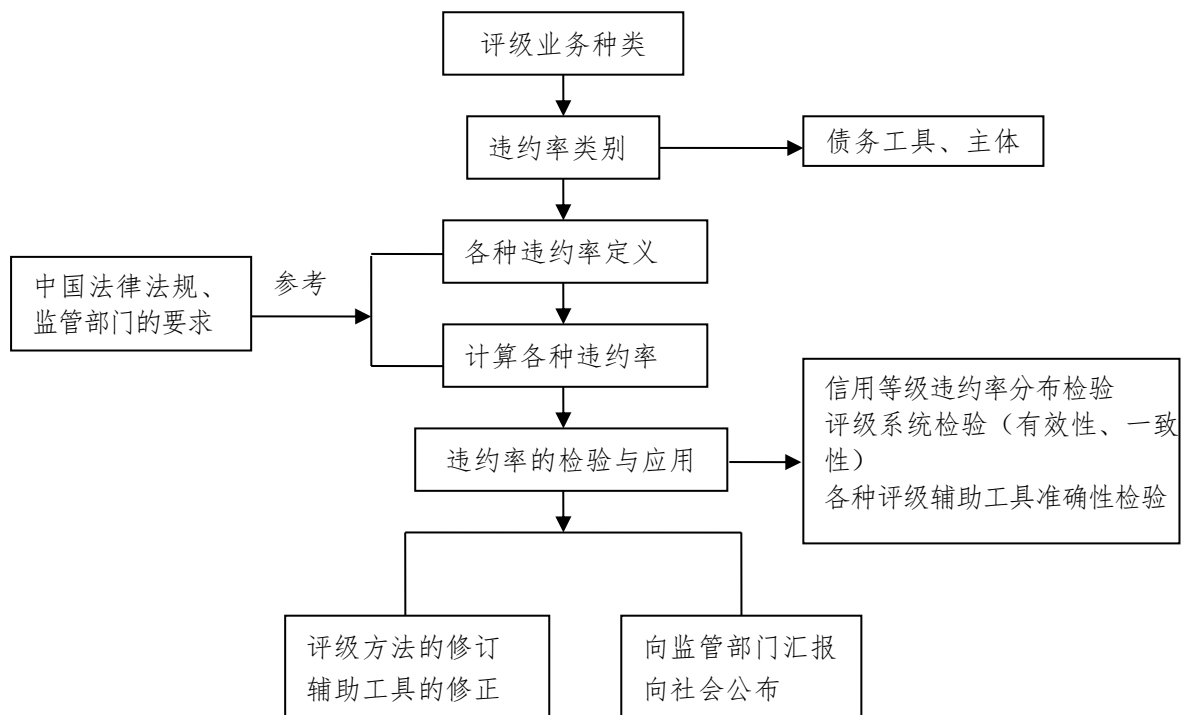 评级业务种类
违约率类别
债务工具、主体
各种违约率定义
中国法律法规、
监管部门的要求
参考
计算各种违约率
信用等级违约率分布检验
评级系统检验（有效性、一致
性）
各种评级辅助工具准确性检验
违约率的检验与应用
评级方法的修订
辅助工具的修正
向监管部门汇报
向社会公布